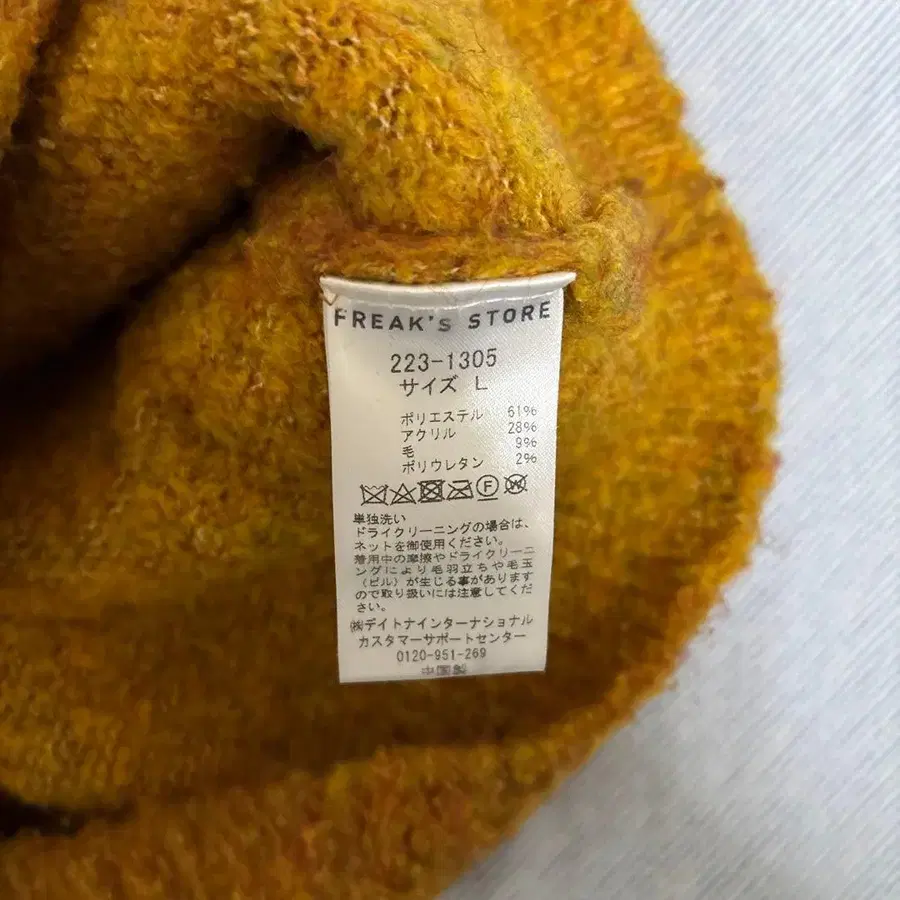 FREAK's STORE
223-1305
サイズ L
ポリエステル 61%
アクリル 28%
毛 9%
ポリウレタン 2%
単独洗い
ドライクリーニングの場合は、
ネットを御使用ください。
着用中の摩擦やドライクリーニ
ングにより毛羽立ちや毛玉
(ピル)が生じる事があります
ので取り扱いには注意してくだ
さい。
㈱デイトナインターナショナル
カスタマーサポートセンター
0120-951-269
中国製